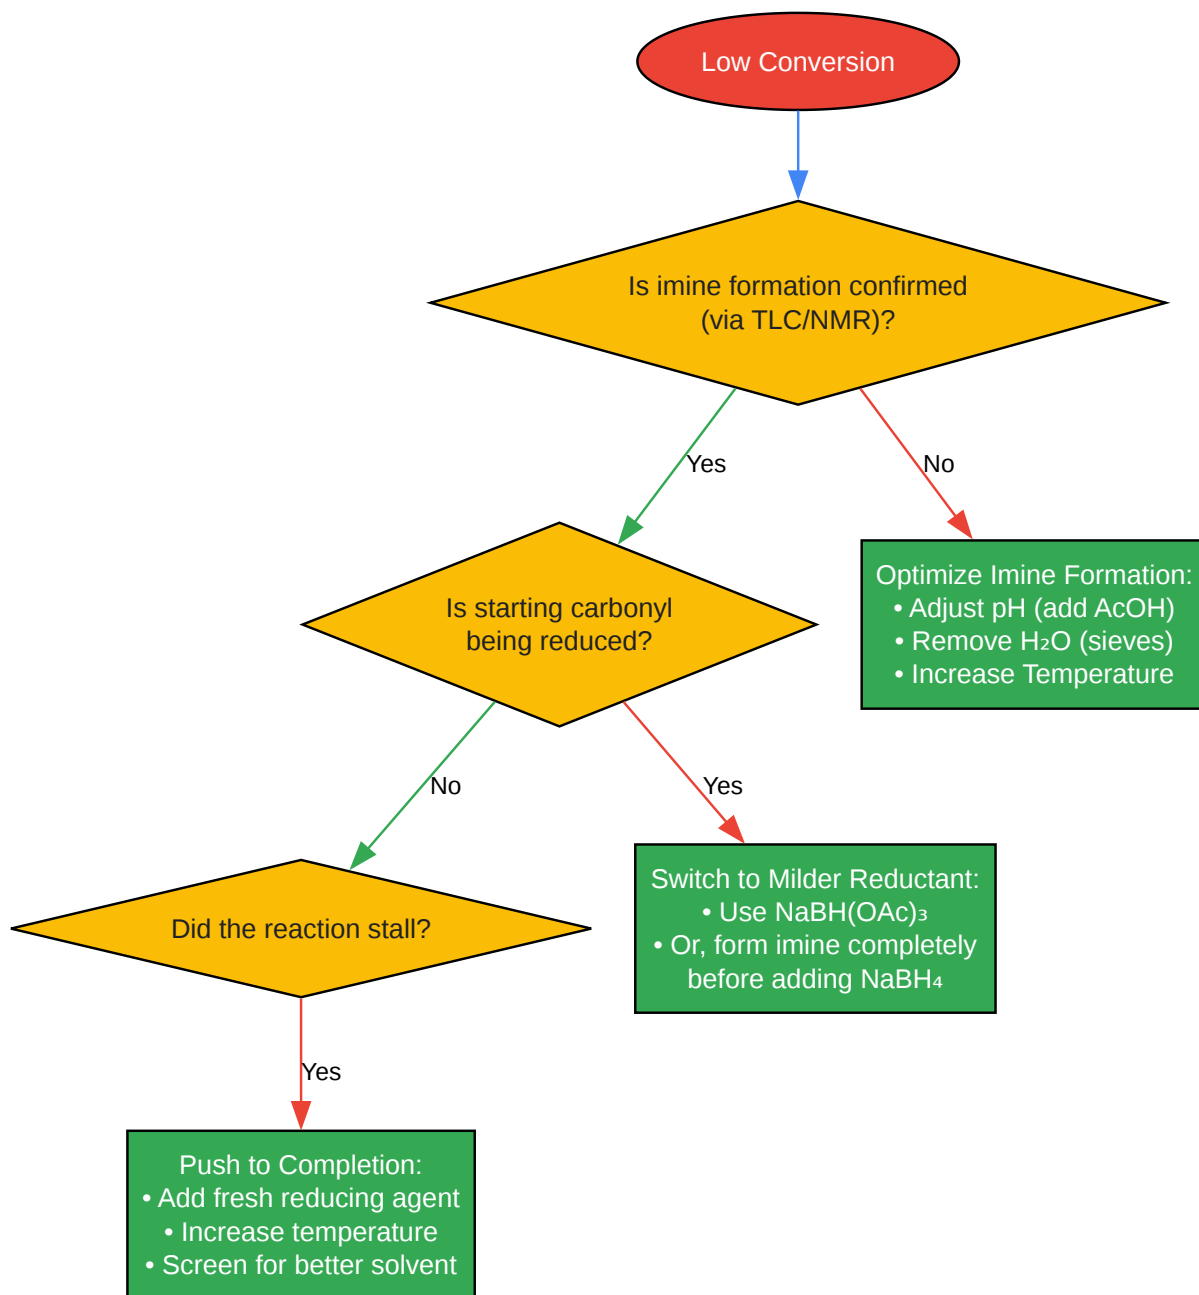 Low Conversion
Is imine formation confirmed
(via TLC/NMR)?
Yes
No
Is starting carbonyl
being reduced?
Optimize Imine Formation:
• Adjust pH (add AcOH)
• Remove H₂O (sieves)
• Increase Temperature
No
Yes
Did the reaction stall?
Switch to Milder Reductant:
• Use NaBH(OAc)₃
• Or, form imine completely
before adding NaBH₄
Yes
Push to Completion:
• Add fresh reducing agent
• Increase temperature
• Screen for better solvent